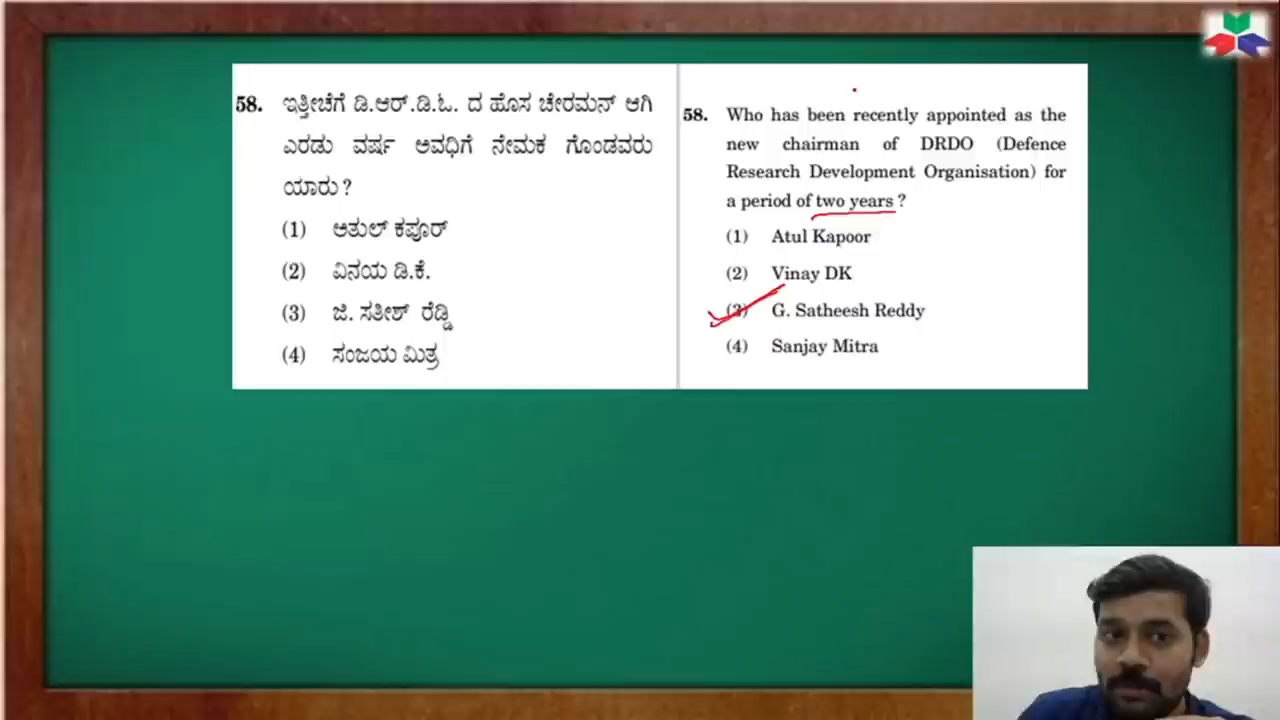 58. ಇತ್ತೀಚೆಗೆ ಡಿ.ಆರ್.ಡಿ.ಓ. ದ ಹೊಸ ಚೇರಮನ್ ಆಗಿ
ಎರಡು ವರ್ಷ ಅವಧಿಗೆ ನೇಮಕ ಗೊಂಡವರು
ಯಾರು ?
(1) ಅತುಲ್ ಕಪೂರ್
(2) ವಿನಯ ಡಿ.ಕೆ.
(3) ಜಿ. ಸತೀಶ್ ರೆಡ್ಡಿ
(4) ಸಂಜಯ ಮಿತ್ರ
58. Who has been recently appointed as the
new chairman of DRDO (Defence
Research Development Organisation) for
a period of two years ?
(1) Atul Kapoor
(2) Vinay DK
(3) G. Satheesh Reddy
(4) Sanjay Mitra